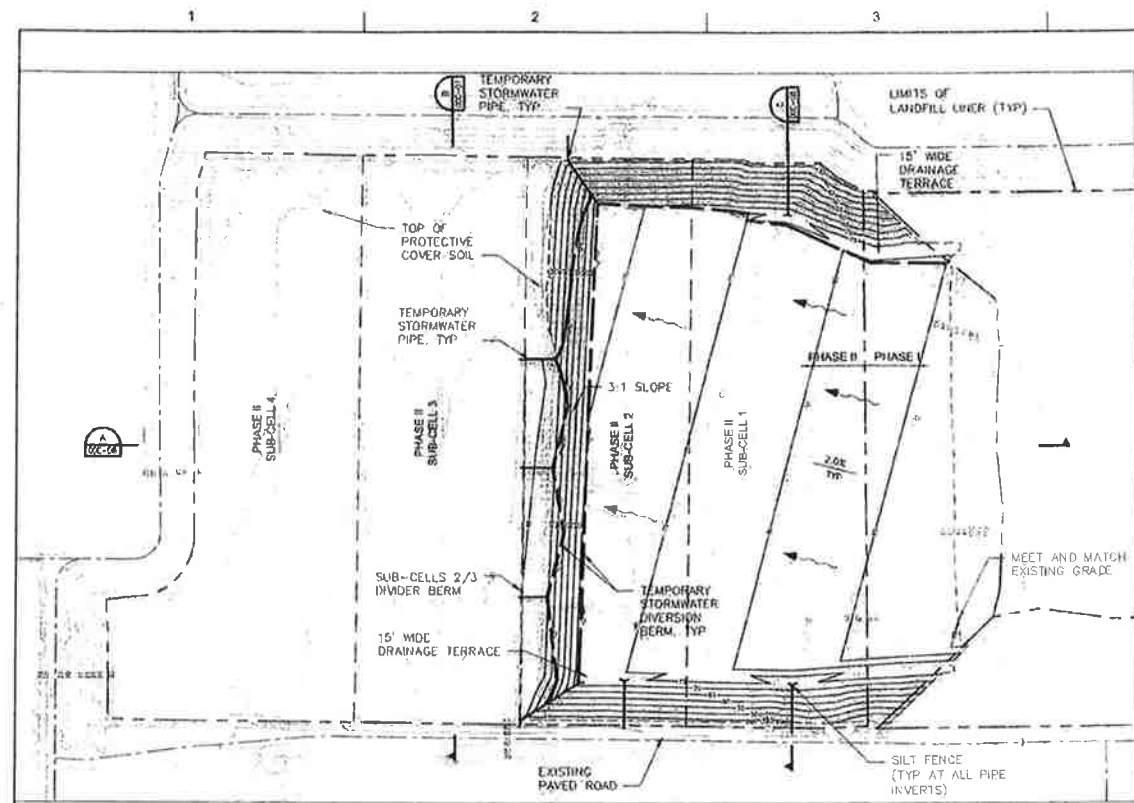 1
2
3
TEMPORARY
STORMWATER
PIPE, TYP
LIMITS OF
LANDFILL LINER (TYP)
15' WIDE
DRAINAGE
TERRACE
TOP OF
PROTECTIVE
COVER SOIL
TEMPORARY
STORMWATER
PIPE, TYP
3:1 SLOPE
PHASE II
PHASE I
PHASE II
SUB-CELL 4
PHASE II
SUB-CELL 3
PHASE II
SUB-CELL 2
PHASE II
SUB-CELL 1
A
2.0%
TYP
MEET AND MATCH
EXISTING GRADE
SUB-CELLS 2/3
DIVIDER BERM
TEMPORARY
STORMWATER
DIVERSION
BERM, TYP
15' WIDE
DRAINAGE TERRACE
EXISTING
PAVED ROAD
SILT FENCE
(TYP AT ALL PIPE
INVERTS)